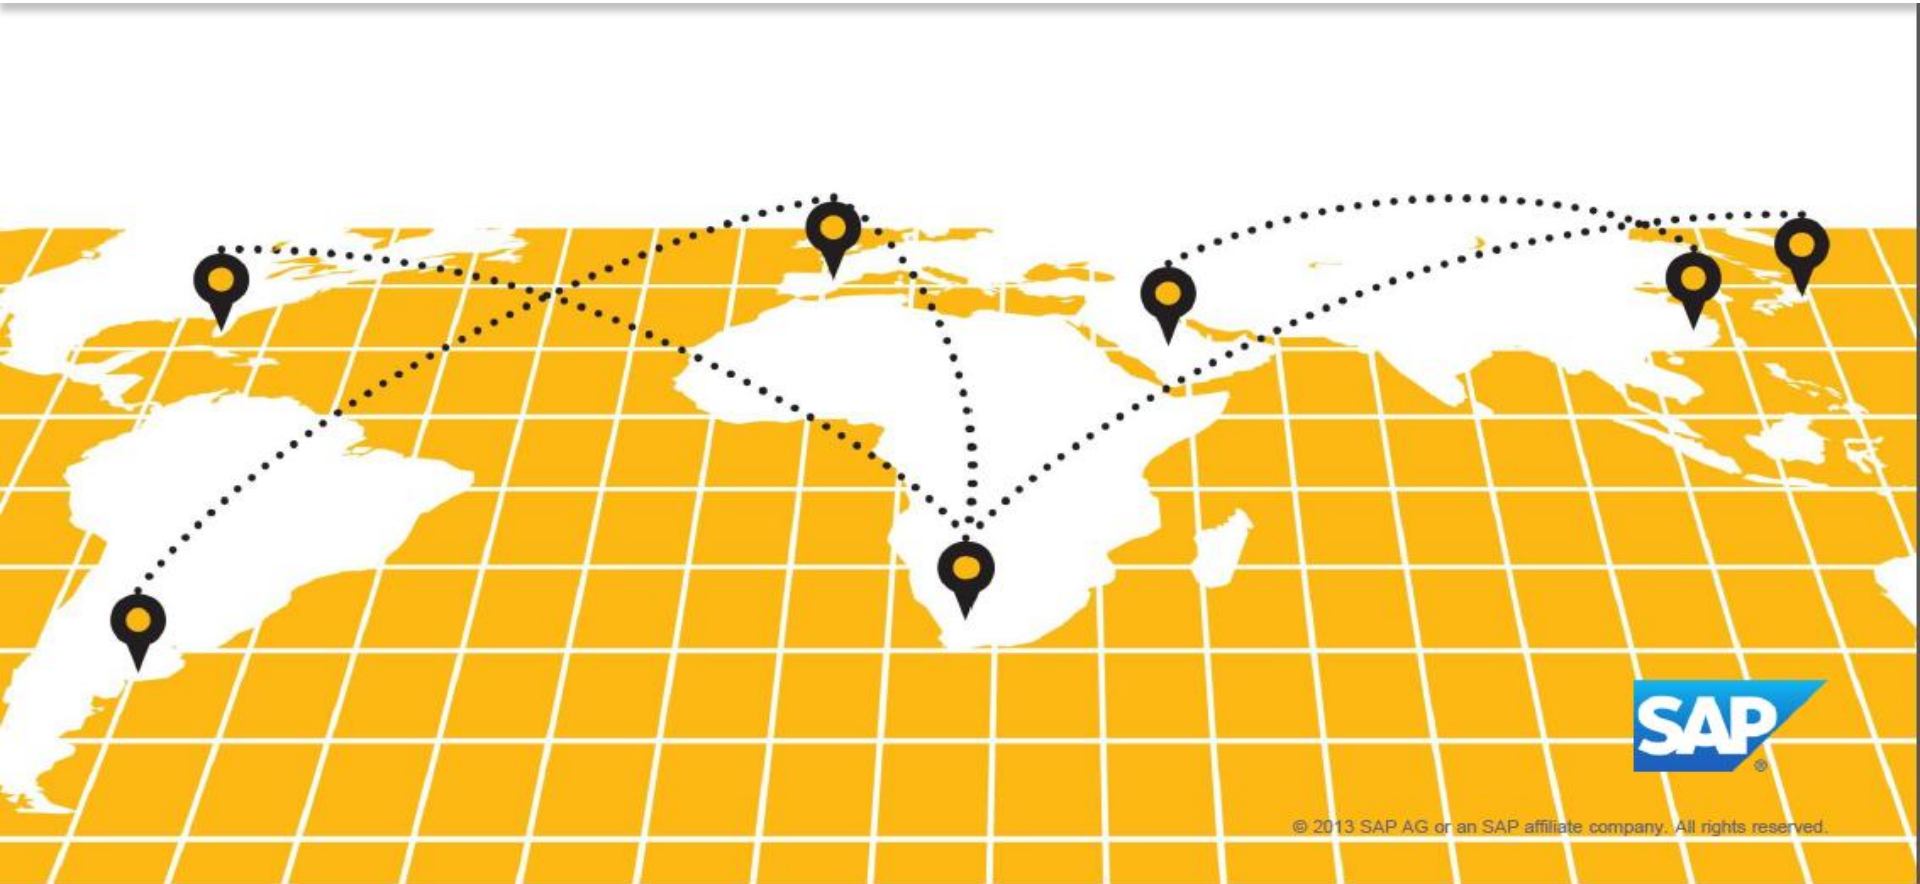 SAP
®
© 2013 SAP AG or an SAP affiliate company. All rights reserved.